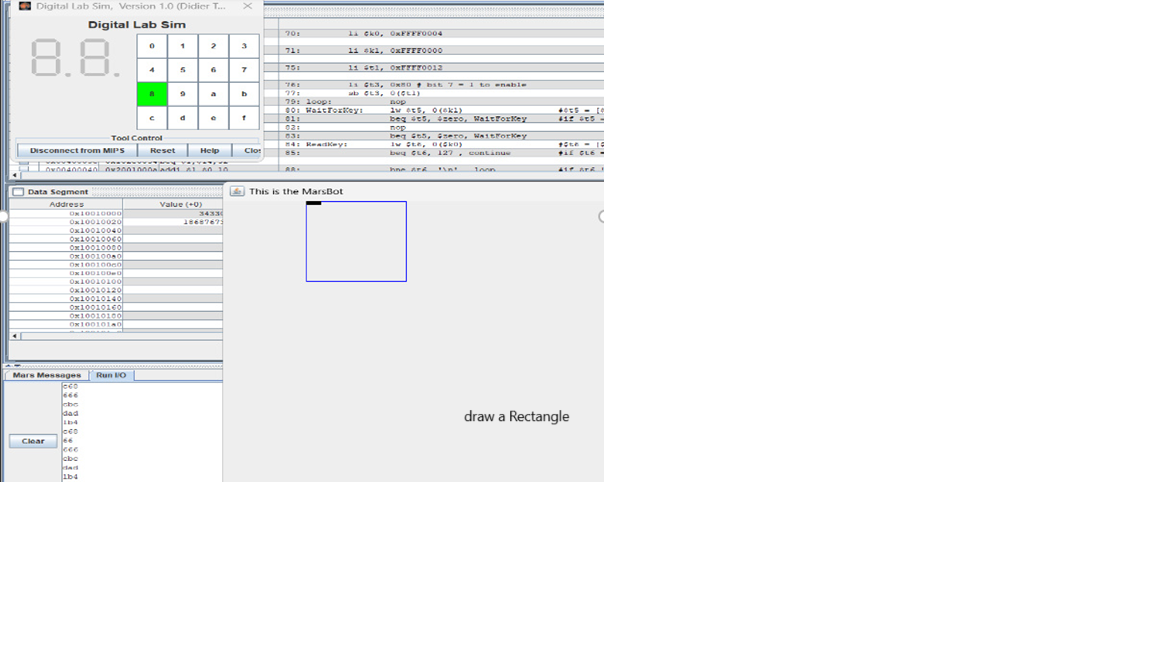 Digital Lab Sim, Version 1.0 (Didier T...
Digital Lab Sim
8.8.
0 1 2 3
4 5 6 7
8 9 a b
c d e f
Tool Control
Disconnect from MIPS Reset Help Clos
70: li $k0, 0xFFFF0004
71: li $k1, 0xFFFF0000
75: li $t1, 0xFFFF0012
76: li $t3, 0x80 # bit 7 = 1 to enable
77: sb $t3, 0($t1)
79: loop: nop
80: WaitForKey: lw $t5, 0($k1) #$t5 = [$
81: beq $t5, $zero, WaitForKey #if $t5 =
82: nop
83: beq $t5, $zero, WaitForKey
84: ReadKey: lw $t6, 0($k0) #$t6 = [$
85: beq $t6, 127 , continue #if $t6 =
88: bne $t6, '\n' , loop #if $t6
0x00400040 0x2001000a addi $1,$0,10
Data Segment
Address Value (+0)
0x10010000 34333
0x10010020 18687673
0x10010040
0x10010060
0x10010080
0x100100a0
0x100100c0
0x100100e0
0x10010100
0x10010120
0x10010140
0x10010160
0x10010180
0x100101a0
This is the MarsBot
draw a Rectangle
Mars Messages Run I/O
Clear
c68
666
cbc
dad
1b4
c68
66
666
cbc
dad
1b4